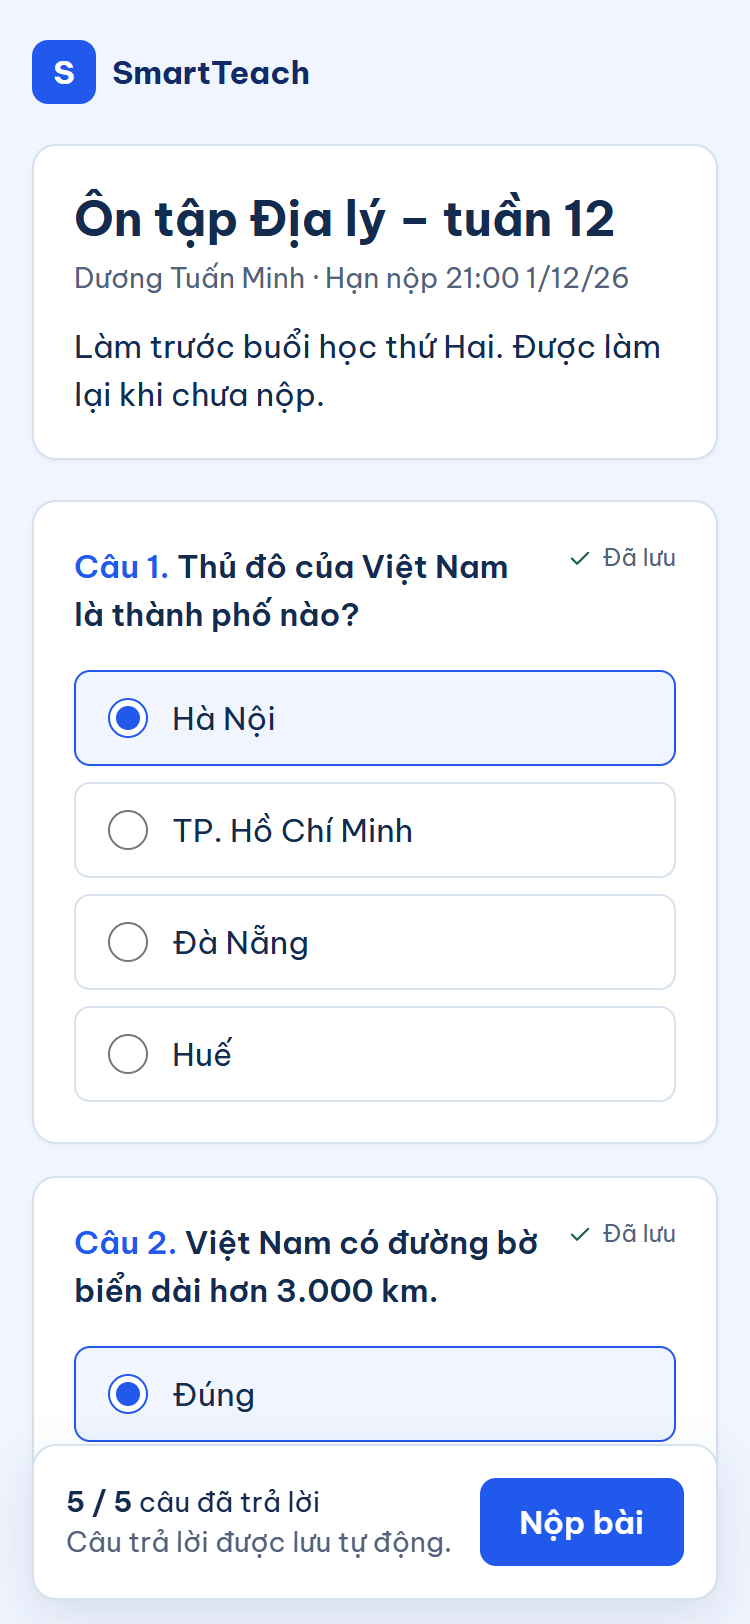 S SmartTeach
Ôn tập Địa lý – tuần 12
Dương Tuấn Minh · Hạn nộp 21:00 1/12/26
Làm trước buổi học thứ Hai. Được làm
lại khi chưa nộp.
Câu 1. Thủ đô của Việt Nam
là thành phố nào?
Đã lưu
Hà Nội
TP. Hồ Chí Minh
Đà Nẵng
Huế
Câu 2. Việt Nam có đường bờ
biển dài hơn 3.000 km.
Đã lưu
Đúng
5 / 5 câu đã trả lời
Câu trả lời được lưu tự động.
Nộp bài